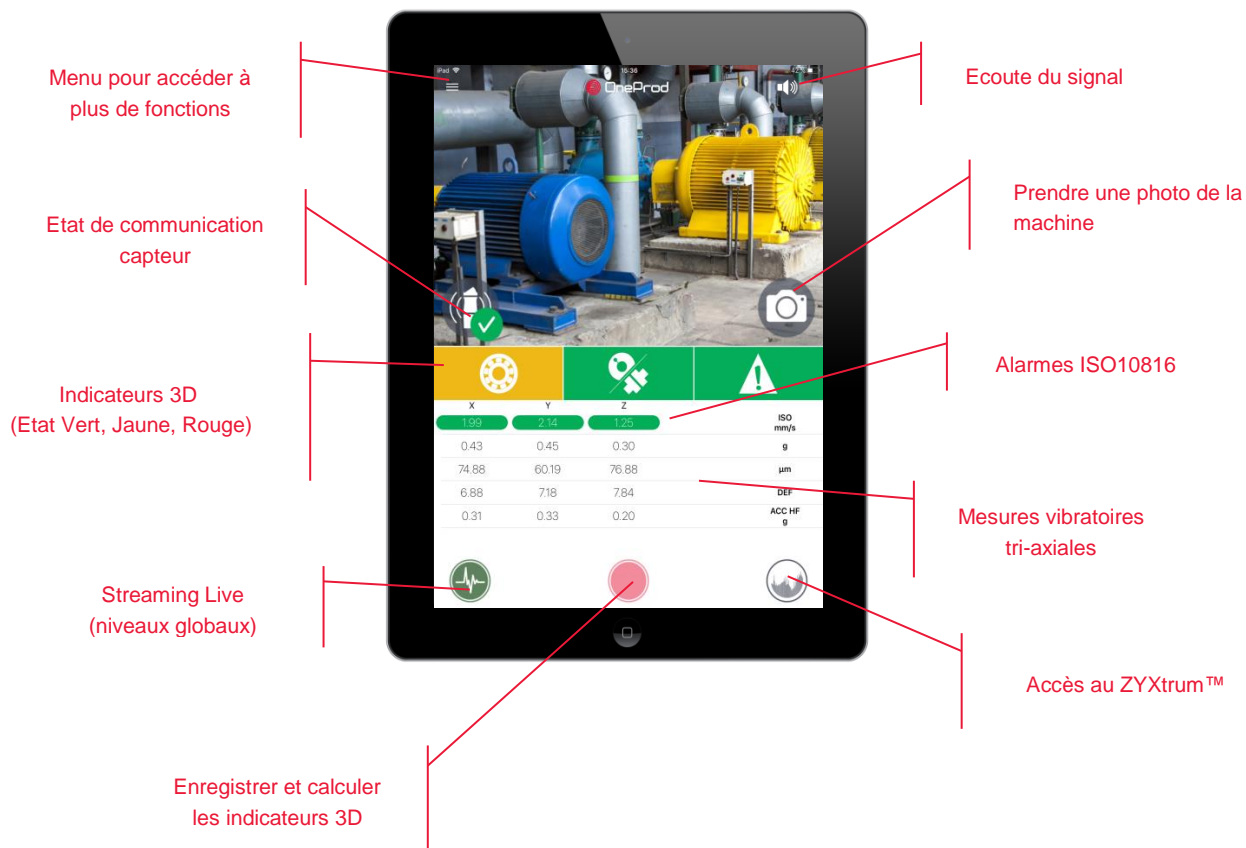 Menu pour accéder à
plus de fonctions
Etat de communication
capteur
Indicateurs 3D
(Etat Vert, Jaune, Rouge)
Streaming Live
(niveaux globaux)
Enregistrer et calculer
les indicateurs 3D
iPad
16:36
42 %
OneProd
X Y Z
1.99 2.14 1.25 ISO
mm/s
0.43 0.45 0.30 g
74.88 60.19 76.88 µm
6.88 7.18 7.84 DEF
0.31 0.33 0.20 ACC HF
g
Ecoute du signal
Prendre une photo de la
machine
Alarmes ISO10816
Mesures vibratoires
tri-axiales
Accès au ZYXtrum™